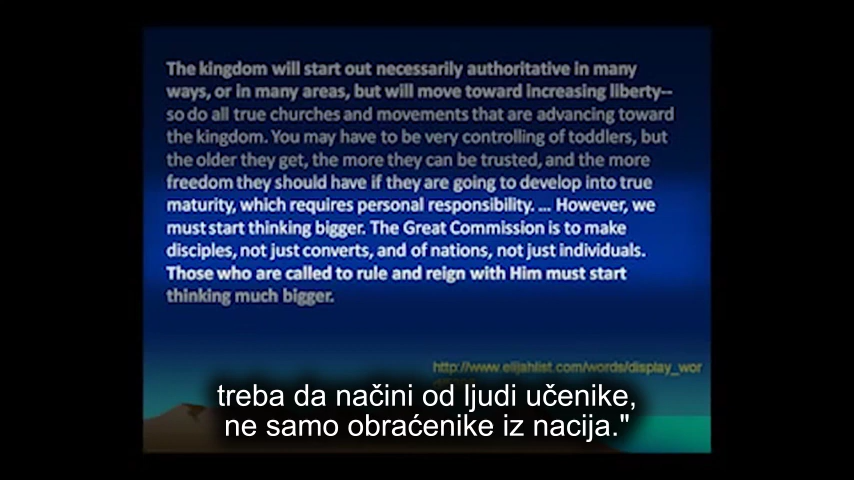 The kingdom will start out necessarily authoritative in many
ways, or in many areas, but will move toward increasing liberty--
so do all true churches and movements that are advancing toward
the kingdom. You may have to be very controlling of toddlers, but
the older they get, the more they can be trusted, and the more
freedom they should have if they are going to develop into true
maturity, which requires personal responsibility. ... However, we
must start thinking bigger. The Great Commission is to make
disciples, not just converts, and of nations, not just individuals.
Those who are called to rule and reign with Him must start
thinking much bigger.
http://www.elijahlist.com/words/display_wor
treba da načini od ljudi učenike,
ne samo obraćenike iz nacija."